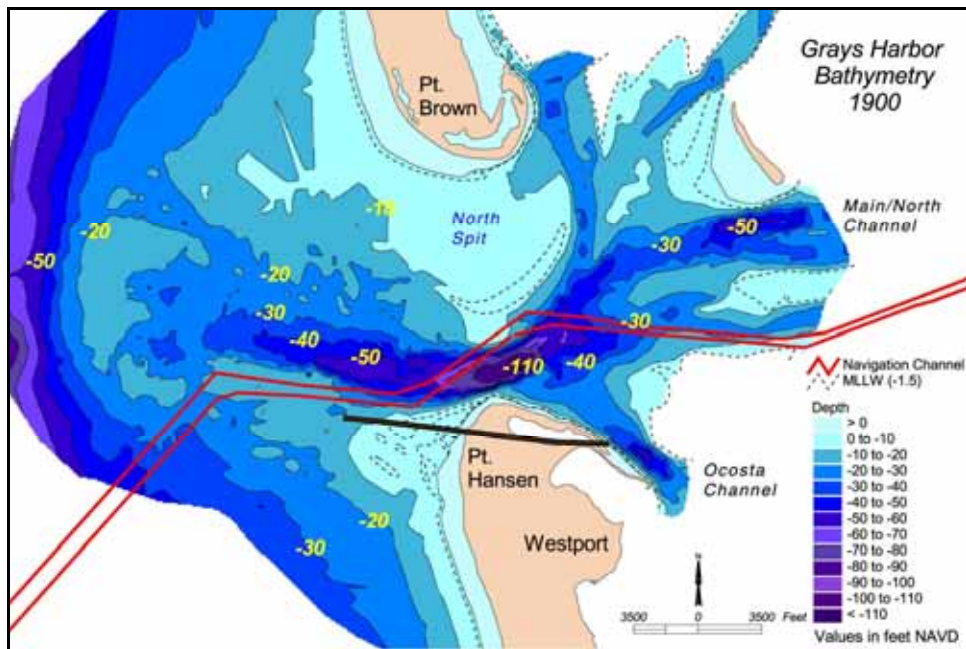 Grays Harbor
Bathymetry
1900
Pt.
Brown
North
Spit
Main/North
Channel
-10
-20
-50
-50
-30
-20
-30
-40
-50
-30
-110
-40
Pt.
Hansen
Ocosta
Channel
-20
-30
Westport
N
3500 0 3500 Feet
Navigation Channel
MLLW (-1.5)
Depth
> 0
0 to -10
-10 to -20
-20 to -30
-30 to -40
-40 to -50
-50 to -60
-60 to -70
-70 to -80
-80 to -90
-90 to -100
-100 to -110
< -110
Values in feet NAVD